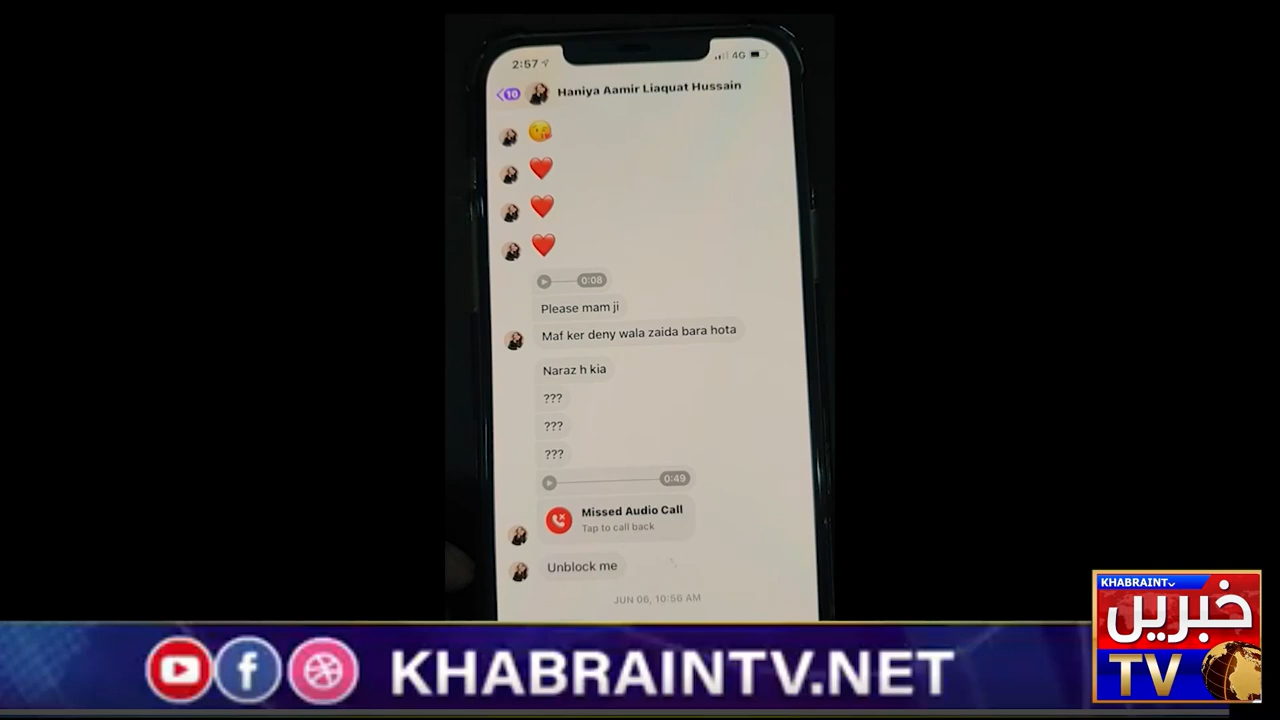 2:57
4G
10
Haniya Aamir Liaquat Hussain
0:08
Please mam ji
Maf ker deny wala zaida bara hota
Naraz h kia
???
???
???
0:49
Missed Audio Call
Tap to call back
Unblock me
JUN 06, 10:56 AM
KHABRAINTV
خبریں
TV
KHABRAINTV.NET